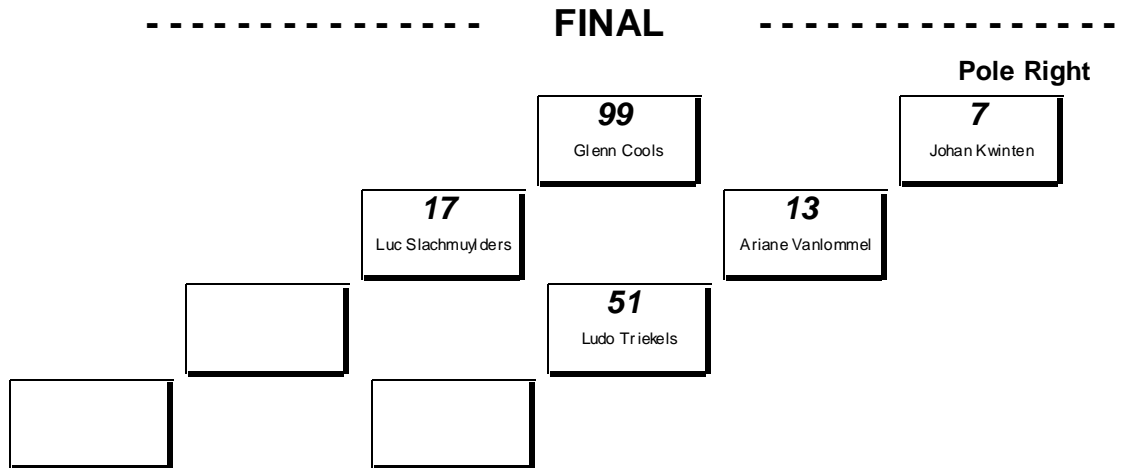 - - - - - - - - - - - - - - - FINAL - - - - - - - - - - - - - - - -
Pole Right
99
Glenn Cools
7
Johan Kwinten
17
Luc Slachmuylders
13
Ariane Vanlommel
51
Ludo Triekels